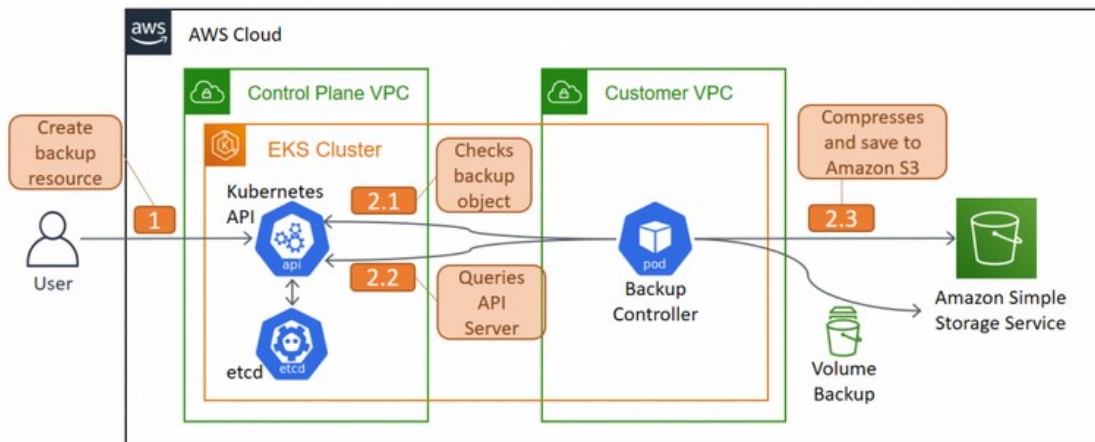 aws
AWS Cloud
Control Plane VPC
Customer VPC
Create
backup
resource
EKS Cluster
Checks
backup
object
Compresses
and save to
Amazon S3
Kubernetes
API
1
2.1
2.2
2.3
api
User
Queries
API
Server
pod
Backup
Controller
Amazon Simple
Storage Service
etcd
etcd
Volume
Backup
K